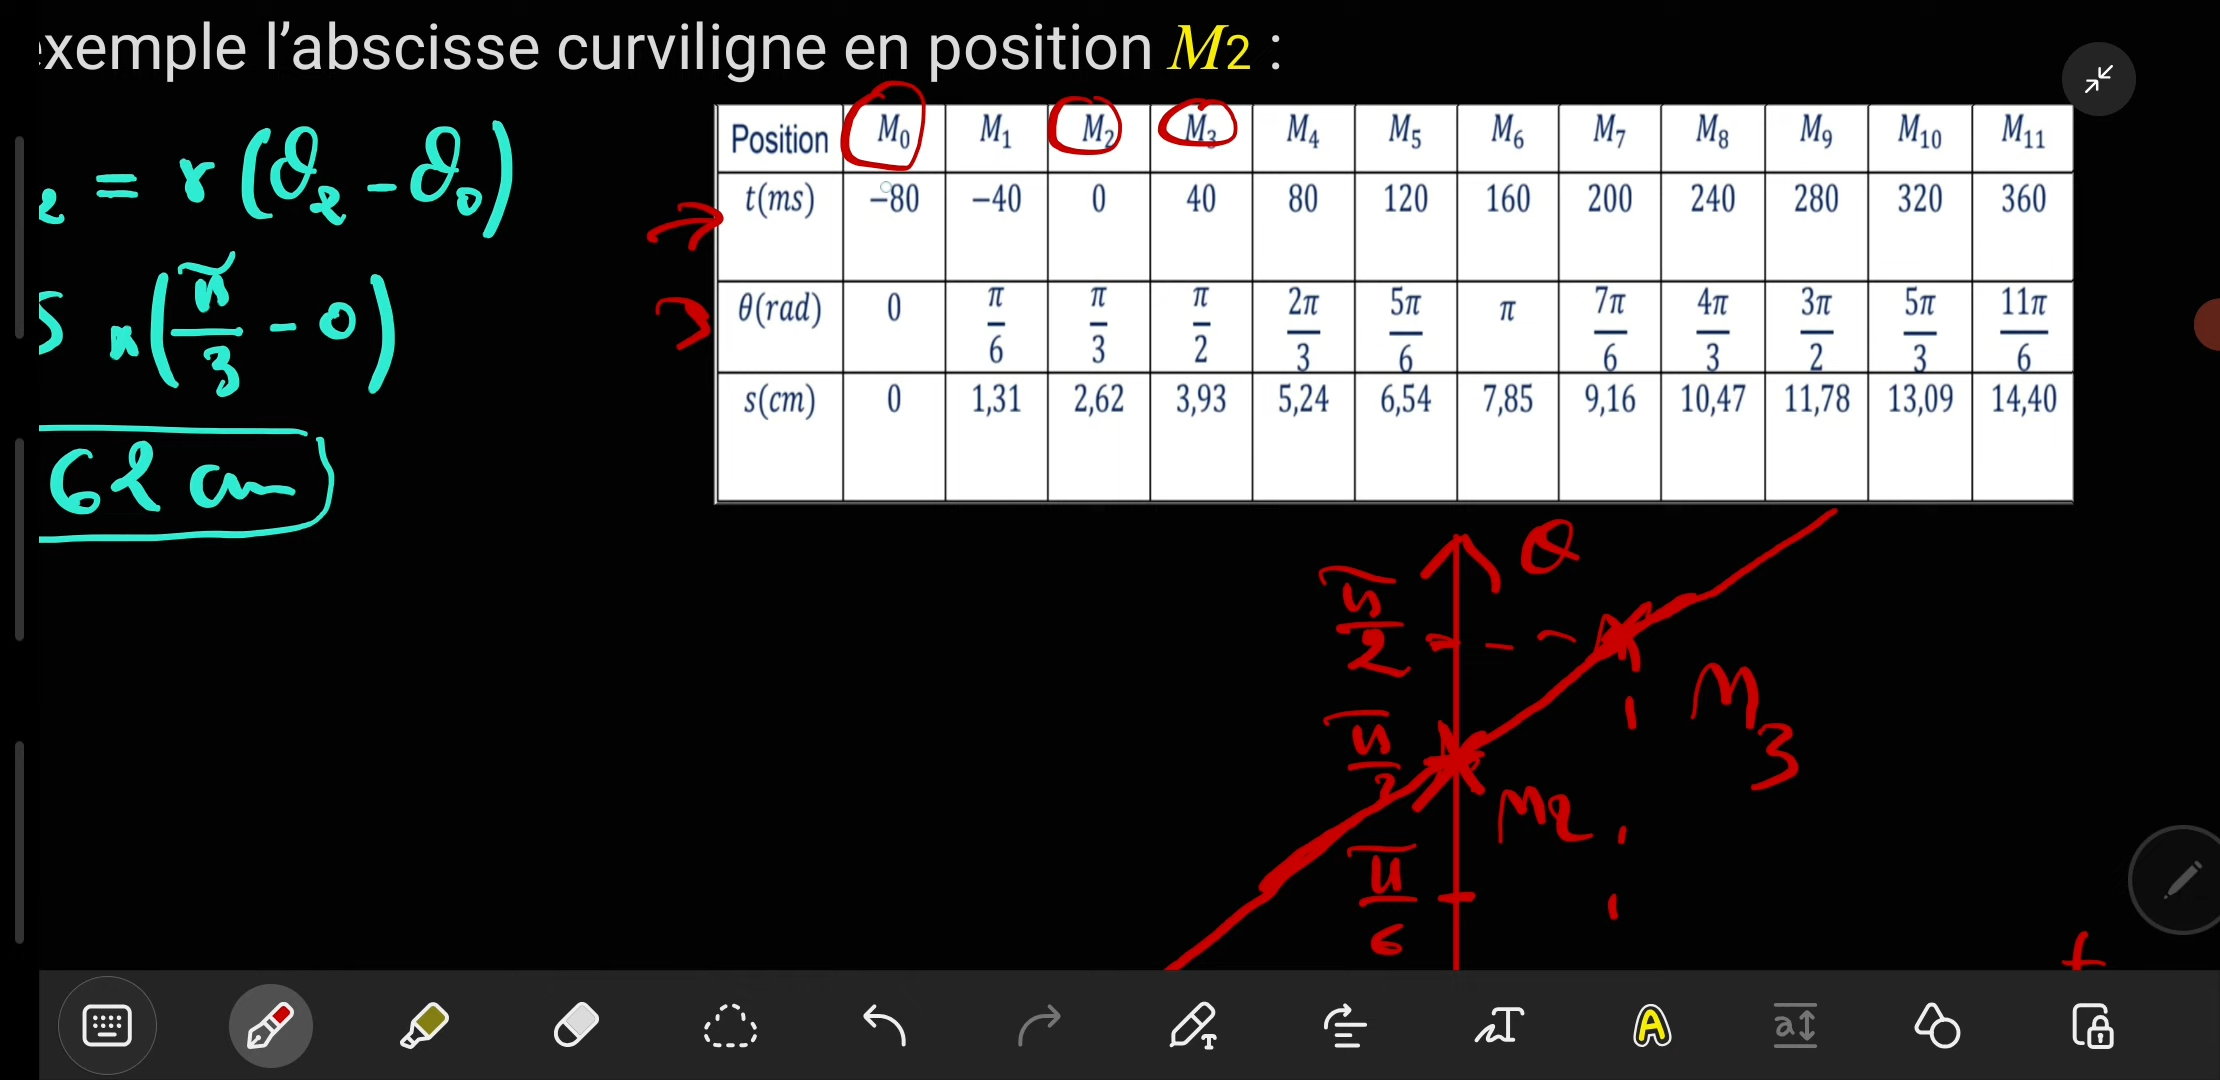 exemple l’abscisse curviligne en position M2 :
2 = r (θ2 - θ0)
5 x (π/3 - 0)
62 cm
Position M0 M1 M2 M3 M4 M5 M6 M7 M8 M9 M10 M11
t(ms) −80 −40 0 40 80 120 160 200 240 280 320 360
θ(rad) 0 π/6 π/3 π/2 2π/3 5π/6 π 7π/6 4π/3 3π/2 5π/3 11π/6
s(cm) 0 1,31 2,62 3,93 5,24 6,54 7,85 9,16 10,47 11,78 13,09 14,40
θ
π/2
M3
π/3
M2
π/6
t